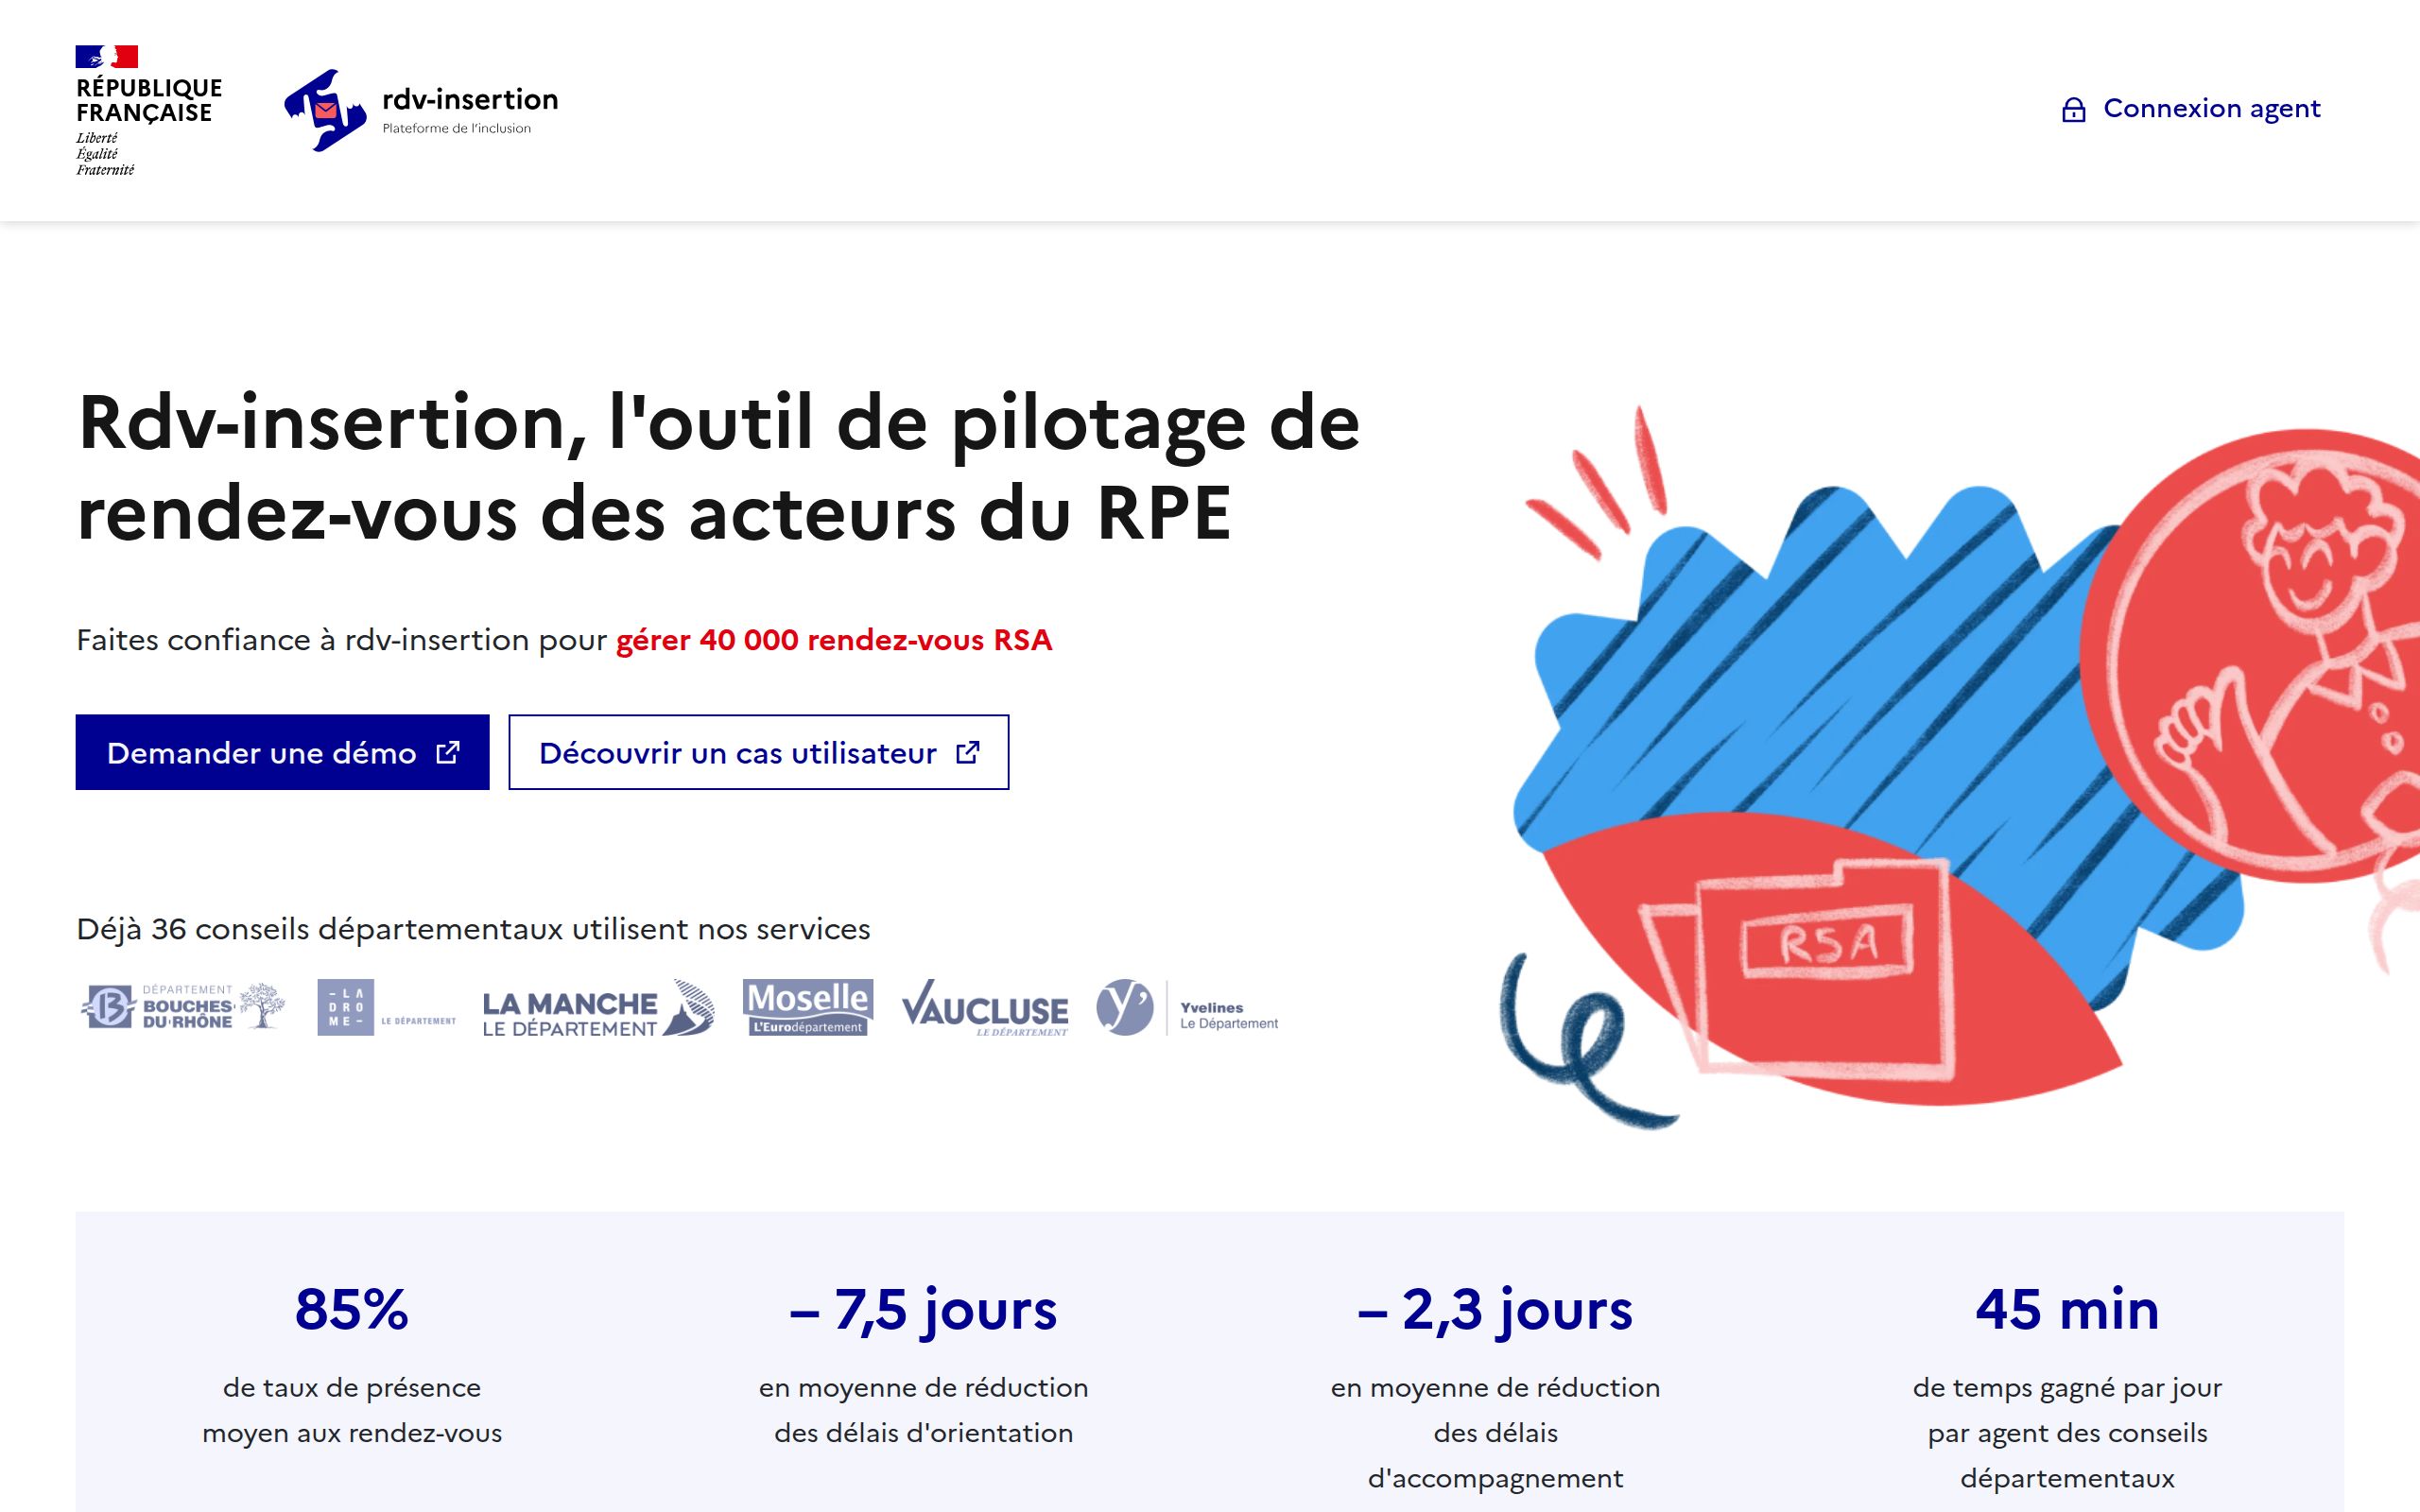 RÉPUBLIQUE
FRANÇAISE
Liberté
Égalité
Fraternité
rdv-insertion
Plateforme de l'inclusion
Connexion agent
Rdv-insertion, l'outil de pilotage de
rendez-vous des acteurs du RPE
Faites confiance à rdv-insertion pour gérer 40 000 rendez-vous RSA
Demander une démo
Découvrir un cas utilisateur
Déjà 36 conseils départementaux utilisent nos services
DÉPARTEMENT
BOUCHES-
DU-RHÔNE
– LA
DRO
ME –
LE DÉPARTEMENT
LA MANCHE
LE DÉPARTEMENT
Moselle
L'Eurodépartement
VAUCLUSE
LE DÉPARTEMENT
y'
Yvelines
Le Département
RSA
85%
de taux de présence
moyen aux rendez-vous
– 7,5 jours
en moyenne de réduction
des délais d'orientation
– 2,3 jours
en moyenne de réduction
des délais
d'accompagnement
45 min
de temps gagné par jour
par agent des conseils
départementaux